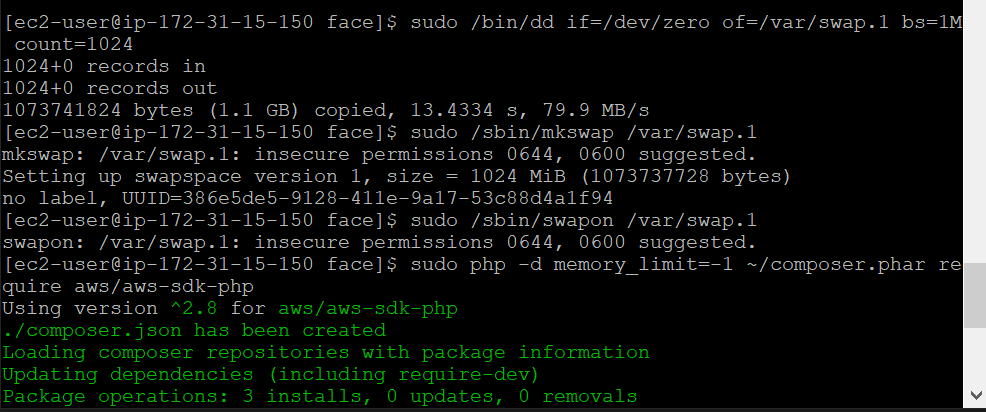 [ec2-user@ip-172-31-15-150 face]$ sudo /bin/dd if=/dev/zero of=/var/swap.1 bs=1M
 count=1024
1024+0 records in
1024+0 records out
1073741824 bytes (1.1 GB) copied, 13.4334 s, 79.9 MB/s
[ec2-user@ip-172-31-15-150 face]$ sudo /sbin/mkswap /var/swap.1
mkswap: /var/swap.1: insecure permissions 0644, 0600 suggested.
Setting up swapspace version 1, size = 1024 MiB (1073737728 bytes)
no label, UUID=386e5de5-9128-411e-9a17-53c88d4a1f94
[ec2-user@ip-172-31-15-150 face]$ sudo /sbin/swapon /var/swap.1
swapon: /var/swap.1: insecure permissions 0644, 0600 suggested.
[ec2-user@ip-172-31-15-150 face]$ sudo php -d memory_limit=-1 ~/composer.phar re
quire aws/aws-sdk-php
Using version ^2.8 for aws/aws-sdk-php
./composer.json has been created
Loading composer repositories with package information
Updating dependencies (including require-dev)
Package operations: 3 installs, 0 updates, 0 removals